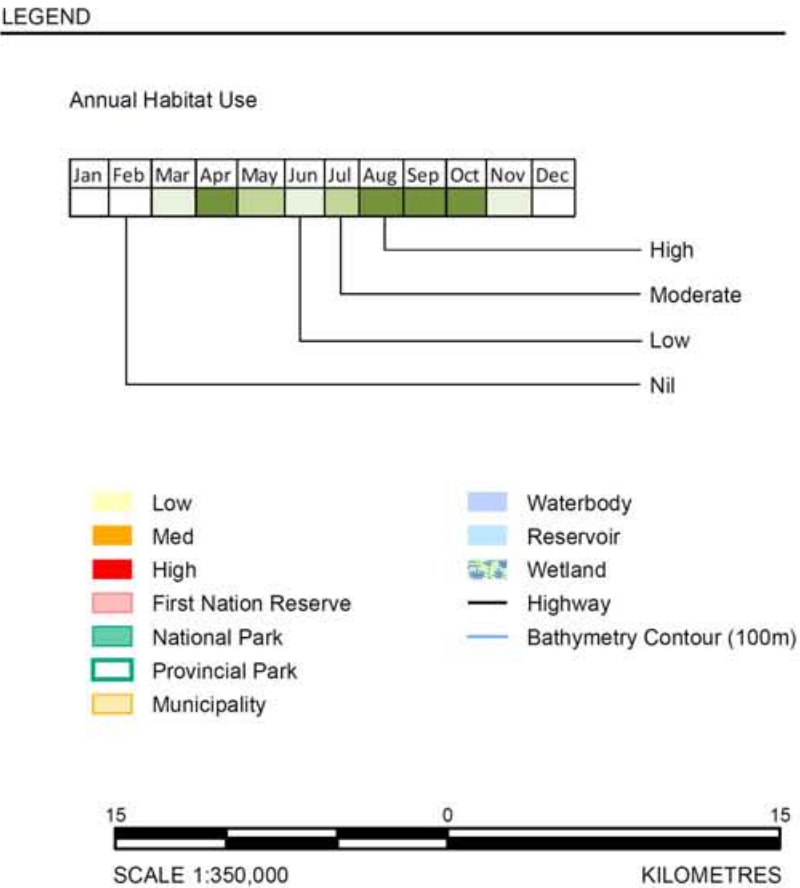 LEGEND
Annual Habitat Use
Jan Feb Mar Apr May Jun Jul Aug Sep Oct Nov Dec
High
Moderate
Low
Nil
Low
Med
High
First Nation Reserve
National Park
Provincial Park
Municipality
Waterbody
Reservoir
Wetland
Highway
Bathymetry Contour (100m)
15 0 15
SCALE 1:350,000 KILOMETRES